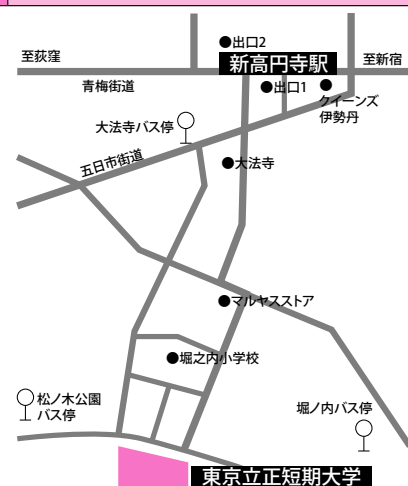 ●出口2
至荻窪
新高円寺駅
至新宿
青梅街道
●出口1
クイーンズ
伊勢丹
大法寺バス停
五日市街道
●大法寺
●マルヤスストア
●堀之内小学校
松ノ木公園
バス停
堀ノ内バス停
東京立正短期大学